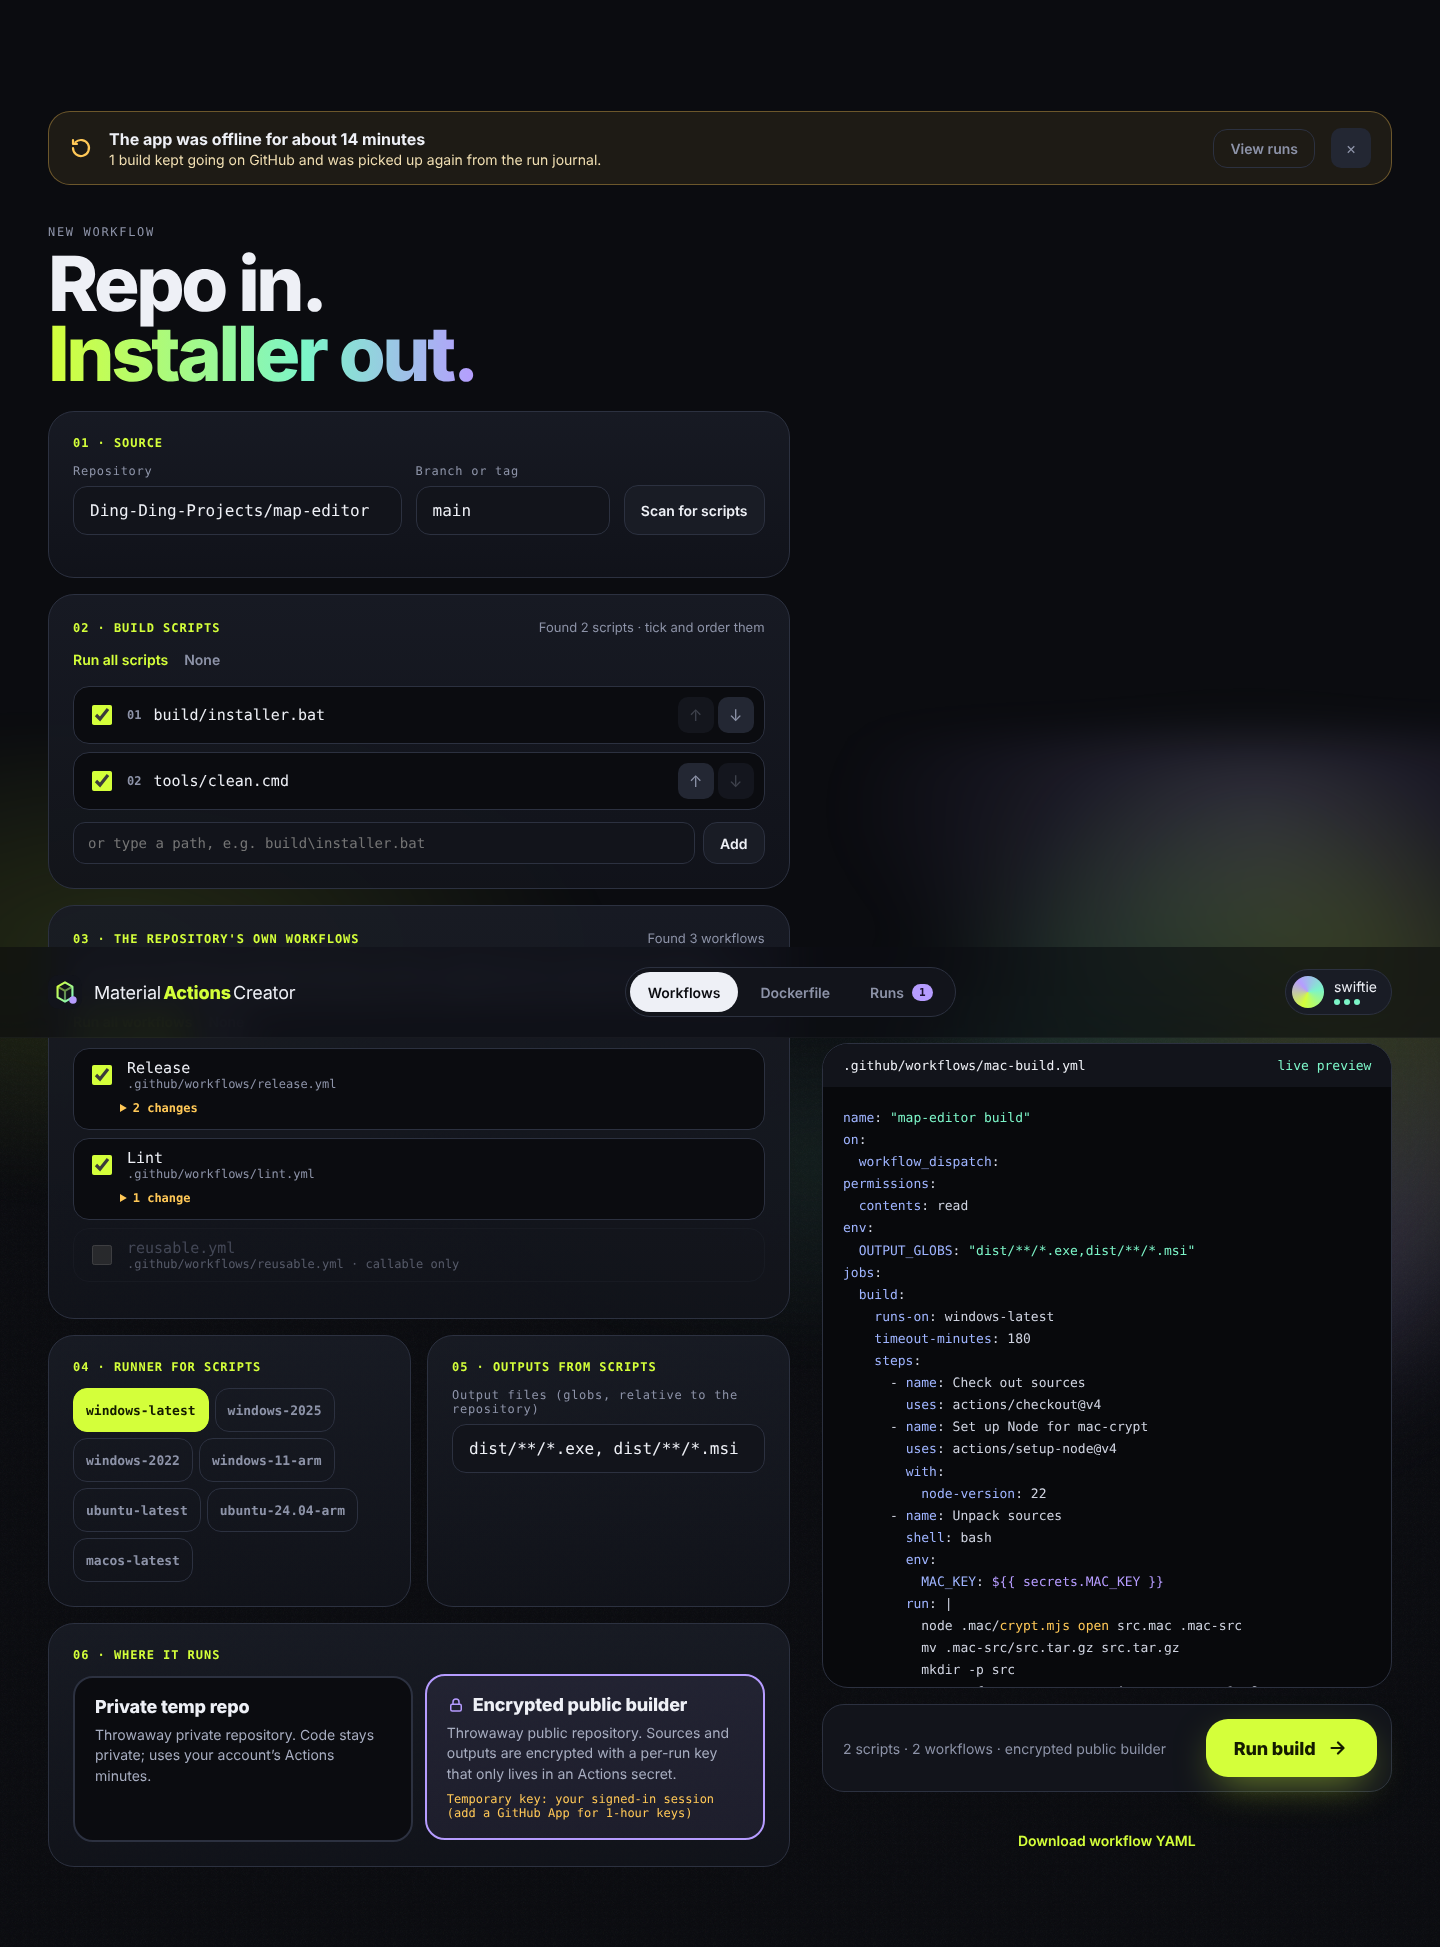 The app was offline for about 14 minutes
1 build kept going on GitHub and was picked up again from the run journal.
View runs
×
NEW WORKFLOW
Repo in.
Installer out.
01 · SOURCE
Repository
Branch or tag
Ding-Ding-Projects/map-editor
main
Scan for scripts
02 · BUILD SCRIPTS
Found 2 scripts · tick and order them
Run all scripts
None
01 build/installer.bat
↑ ↓
02 tools/clean.cmd
↑ ↓
or type a path, e.g. build\installer.bat
Add
03 · THE REPOSITORY'S OWN WORKFLOWS
Found 3 workflows
Material Actions Creator
Workflows
Dockerfile
Runs 1
swiftie
Release
.github/workflows/release.yml
2 changes
Lint
.github/workflows/lint.yml
1 change
reusable.yml
.github/workflows/reusable.yml · callable only
04 · RUNNER FOR SCRIPTS
windows-latest
windows-2025
windows-2022
windows-11-arm
ubuntu-latest
ubuntu-24.04-arm
macos-latest
05 · OUTPUTS FROM SCRIPTS
Output files (globs, relative to the
repository)
dist/**/*.exe, dist/**/*.msi
06 · WHERE IT RUNS
Private temp repo
Throwaway private repository. Code stays
private; uses your account's Actions
minutes.
Encrypted public builder
Throwaway public repository. Sources and
outputs are encrypted with a per-run key
that only lives in an Actions secret.
Temporary key: your signed-in session
(add a GitHub App for 1-hour keys)
.github/workflows/mac-build.yml
live preview
name: "map-editor build"
on:
workflow_dispatch:
permissions:
contents: read
env:
OUTPUT_GLOBS: "dist/**/*.exe,dist/**/*.msi"
jobs:
build:
runs-on: windows-latest
timeout-minutes: 180
steps:
- name: Check out sources
uses: actions/checkout@v4
- name: Set up Node for mac-crypt
uses: actions/setup-node@v4
with:
node-version: 22
- name: Unpack sources
shell: bash
env:
MAC_KEY: ${{ secrets.MAC_KEY }}
run: |
node .mac/crypt.mjs open src.mac .mac-src
mv .mac-src/src.tar.gz src.tar.gz
mkdir -p src
2 scripts · 2 workflows · encrypted public builder
Run build →
Download workflow YAML